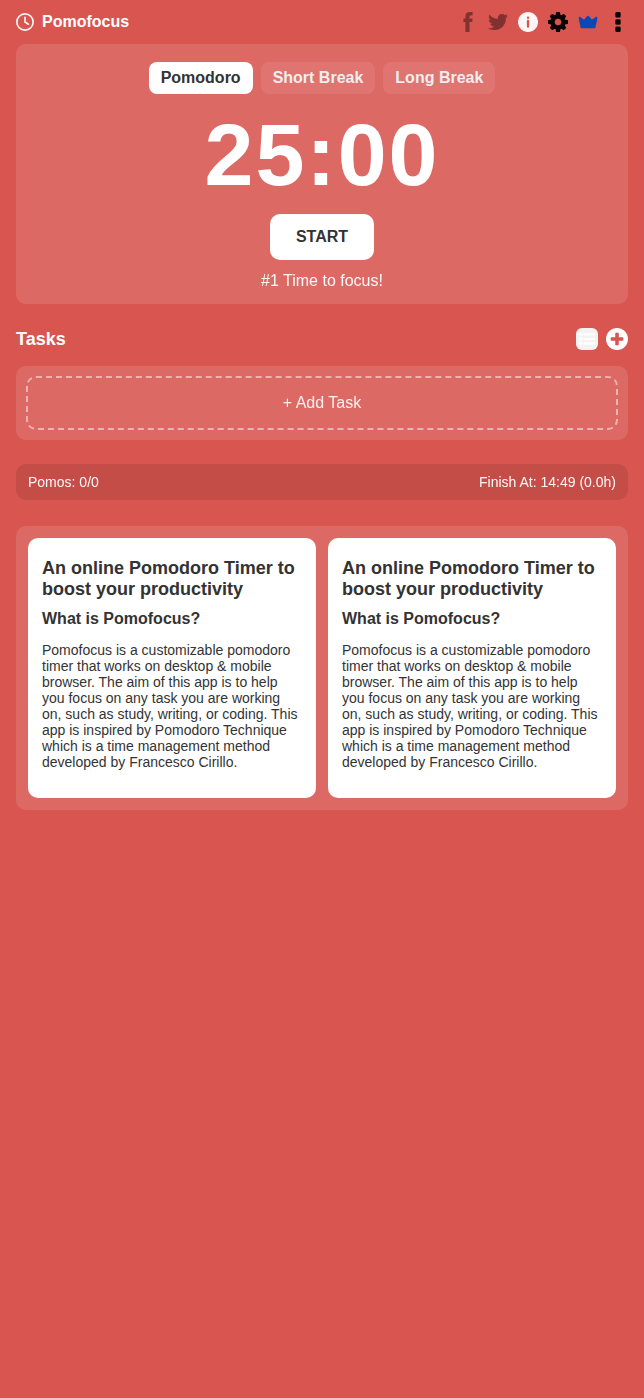 Pomofocus
Pomodoro Short Break Long Break
25:00
START
#1 Time to focus!
Tasks
+ Add Task
Pomos: 0/0 Finish At: 14:49 (0.0h)
An online Pomodoro Timer to
boost your productivity
What is Pomofocus?
Pomofocus is a customizable pomodoro
timer that works on desktop & mobile
browser. The aim of this app is to help
you focus on any task you are working
on, such as study, writing, or coding. This
app is inspired by Pomodoro Technique
which is a time management method
developed by Francesco Cirillo.
An online Pomodoro Timer to
boost your productivity
What is Pomofocus?
Pomofocus is a customizable pomodoro
timer that works on desktop & mobile
browser. The aim of this app is to help
you focus on any task you are working
on, such as study, writing, or coding. This
app is inspired by Pomodoro Technique
which is a time management method
developed by Francesco Cirillo.